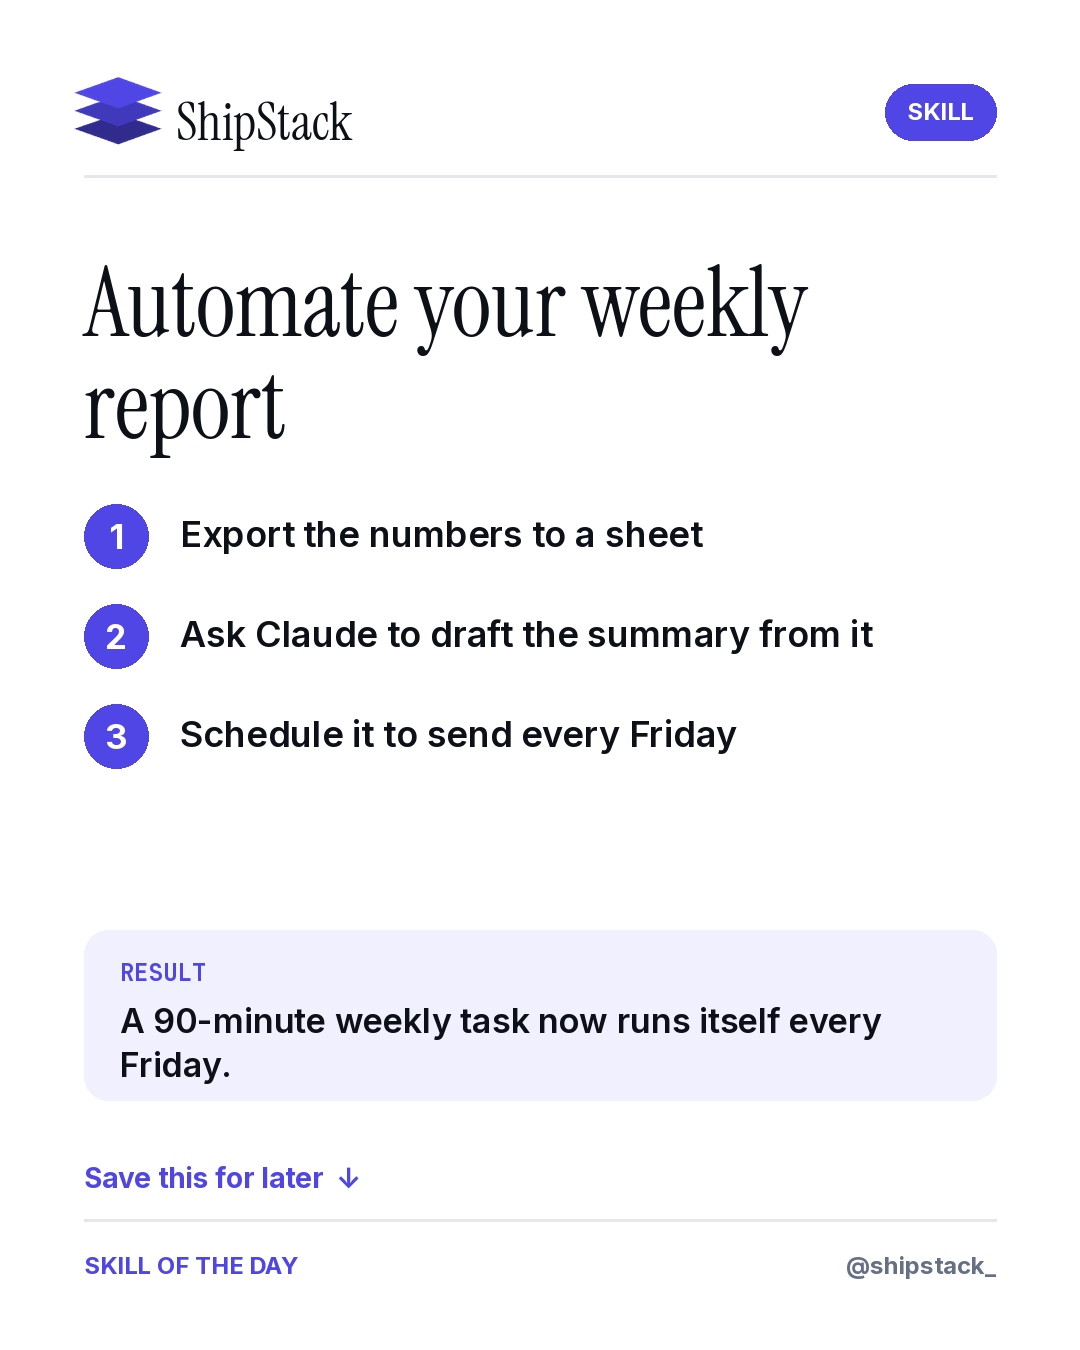 ShipStack
SKILL
Automate your weekly
report
1 Export the numbers to a sheet
2 Ask Claude to draft the summary from it
3 Schedule it to send every Friday
RESULT
A 90-minute weekly task now runs itself every
Friday.
Save this for later ↓
SKILL OF THE DAY
@shipstack_